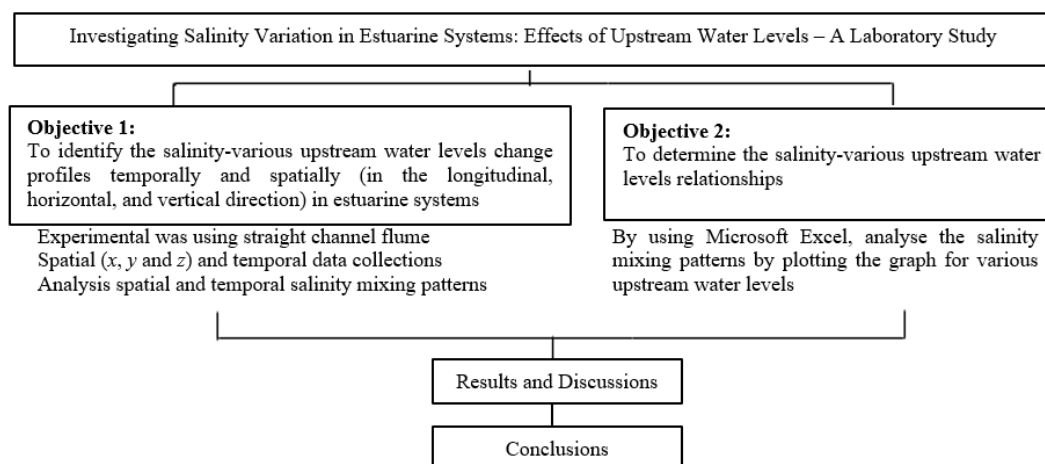 Investigating Salinity Variation in Estuarine Systems: Effects of Upstream Water Levels – A Laboratory Study
Objective 1:
To identify the salinity-various upstream water levels change
profiles temporally and spatially (in the longitudinal,
horizontal, and vertical direction) in estuarine systems
Experimental was using straight channel flume
Spatial (x, y and z) and temporal data collections
Analysis spatial and temporal salinity mixing patterns
Objective 2:
To determine the salinity-various upstream water
levels relationships
By using Microsoft Excel, analyse the salinity
mixing patterns by plotting the graph for various
upstream water levels
Results and Discussions
Conclusions